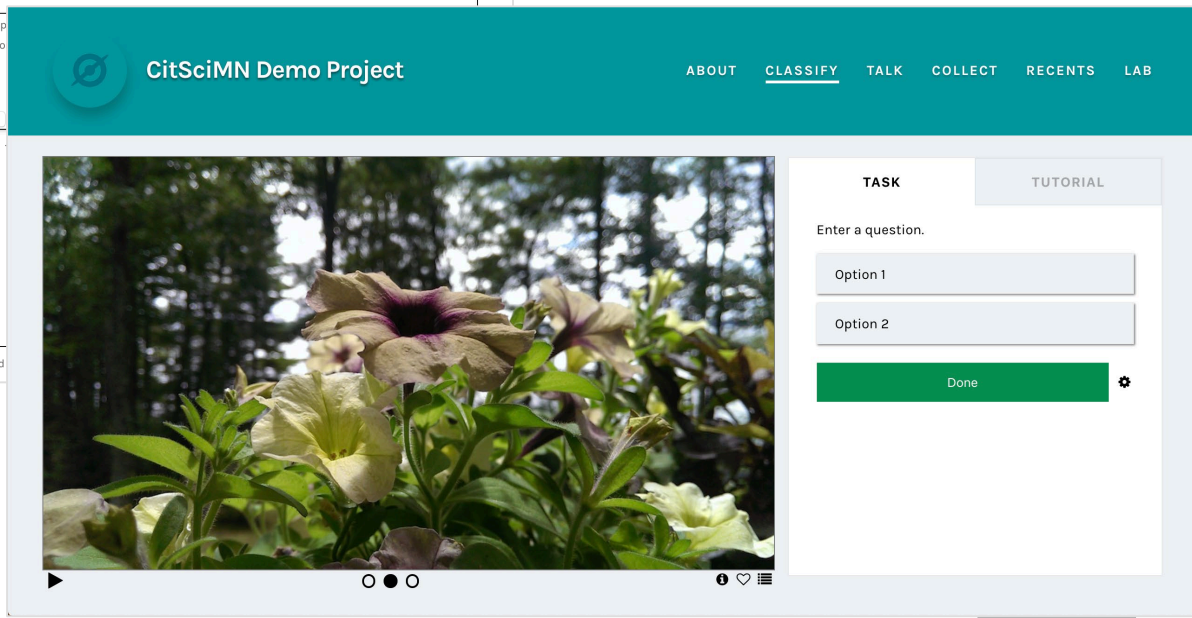 CitSciMN Demo Project
ABOUT CLASSIFY TALK COLLECT RECENTS LAB
TASK TUTORIAL
Enter a question.
Option 1
Option 2
Done